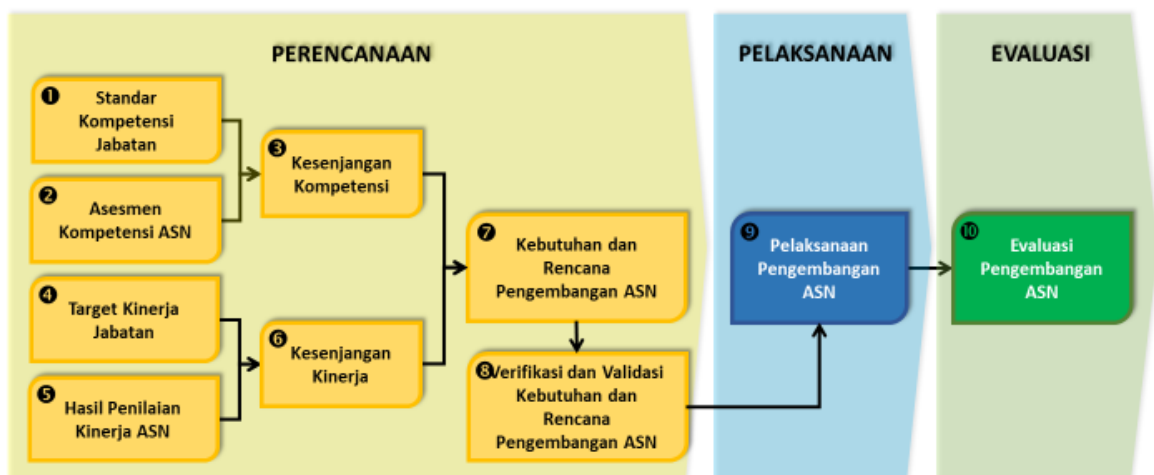 PERENCANAAN
PELAKSANAAN
EVALUASI
❶ Standar
Kompetensi
Jabatan
❷ Asesmen
Kompetensi ASN
❸ Kesenjangan
Kompetensi
❹ Target Kinerja
Jabatan
❺ Hasil Penilaian
Kinerja ASN
❻ Kesenjangan
Kinerja
❼ Kebutuhan dan
Rencana
Pengembangan ASN
❽ Verifikasi dan Validasi
Kebutuhan dan
Rencana
Pengembangan ASN
❾ Pelaksanaan
Pengembangan
ASN
❿ Evaluasi
Pengembangan
ASN